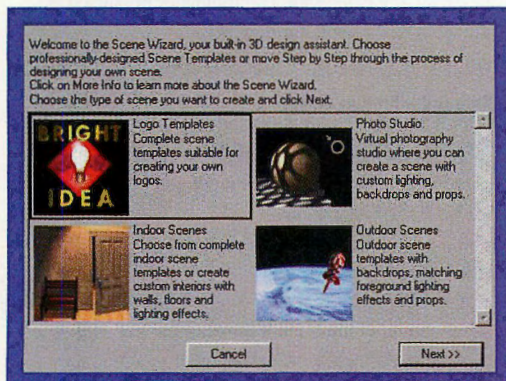 Welcome to the Scene Wizard, your built-in 3D design assistant. Choose
professionally-designed Scene Templates or move Step by Step through the process of
designing your own scene.
Click on More Info to learn more about the Scene Wizard.
Choose the type of scene you want to create and click Next.
BRIGHT
IDEA
Logo Templates
Complete scene
templates suitable for
creating your own
logos.
Photo Studio
Virtual photography
studio where you can
create a scene with
custom lighting,
backdrops and props.
Indoor Scenes
Choose from complete
indoor scene
templates or create
custom interiors with
walls, floors and
lighting effects.
Outdoor Scenes
Outdoor scene
templates with
backdrops, matching
foreground lighting
effects and props.
Cancel
Next >>